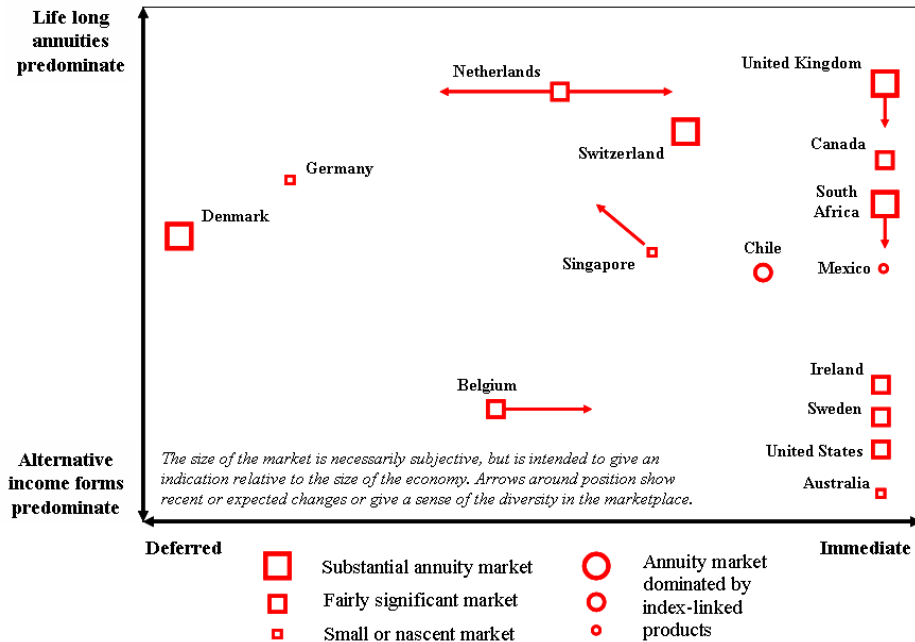 Life long
annuities
predominate
Netherlands
United Kingdom
Switzerland
Canada
Germany
South
Africa
Denmark
Singapore
Chile
Mexico
Belgium
Ireland
Sweden
United States
Australia
Alternative
income forms
predominate
The size of the market is necessarily subjective, but is intended to give an
indication relative to the size of the economy. Arrows around position show
recent or expected changes or give a sense of the diversity in the marketplace.
Deferred
Immediate
Substantial annuity market
Fairly significant market
Small or nascent market
Annuity market
dominated by
index-linked
products